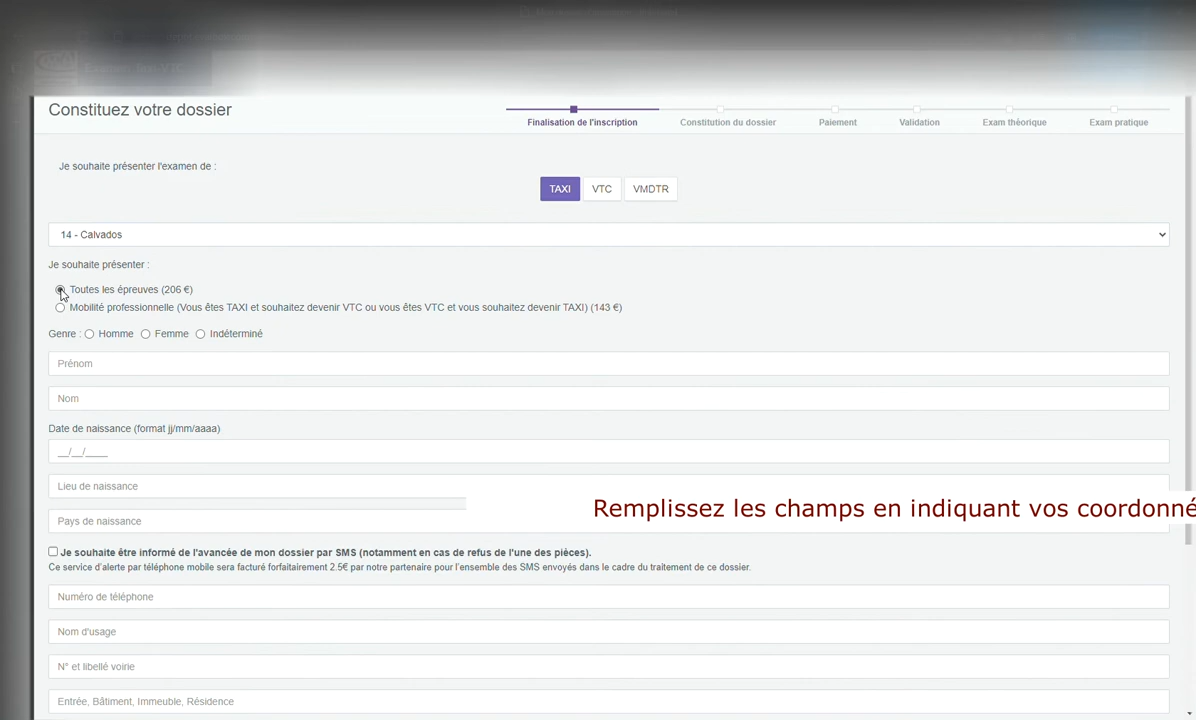 Constituez votre dossier
Finalisation de l'inscription
Constitution du dossier
Paiement
Validation
Exam théorique
Exam pratique
Je souhaite présenter l'examen de :
TAXI
VTC
VMDTR
14 - Calvados
Je souhaite présenter :
Toutes les épreuves (206 €)
Mobilité professionnelle (Vous êtes TAXI et souhaitez devenir VTC ou vous êtes VTC et vous souhaitez devenir TAXI) (143 €)
Genre : Homme Femme Indéterminé
Prénom
Nom
Date de naissance (format jj/mm/aaaa)
__/__/____
Lieu de naissance
Remplissez les champs en indiquant vos coordonné
Pays de naissance
Je souhaite être informé de l'avancée de mon dossier par SMS (notamment en cas de refus de l'une des pièces).
Ce service d'alerte par téléphone mobile sera facturé forfaitairement 2.5€ par notre partenaire pour l'ensemble des SMS envoyés dans le cadre du traitement de ce dossier.
Numéro de téléphone
Nom d'usage
N° et libellé voirie
Entrée, Bâtiment, Immeuble, Résidence